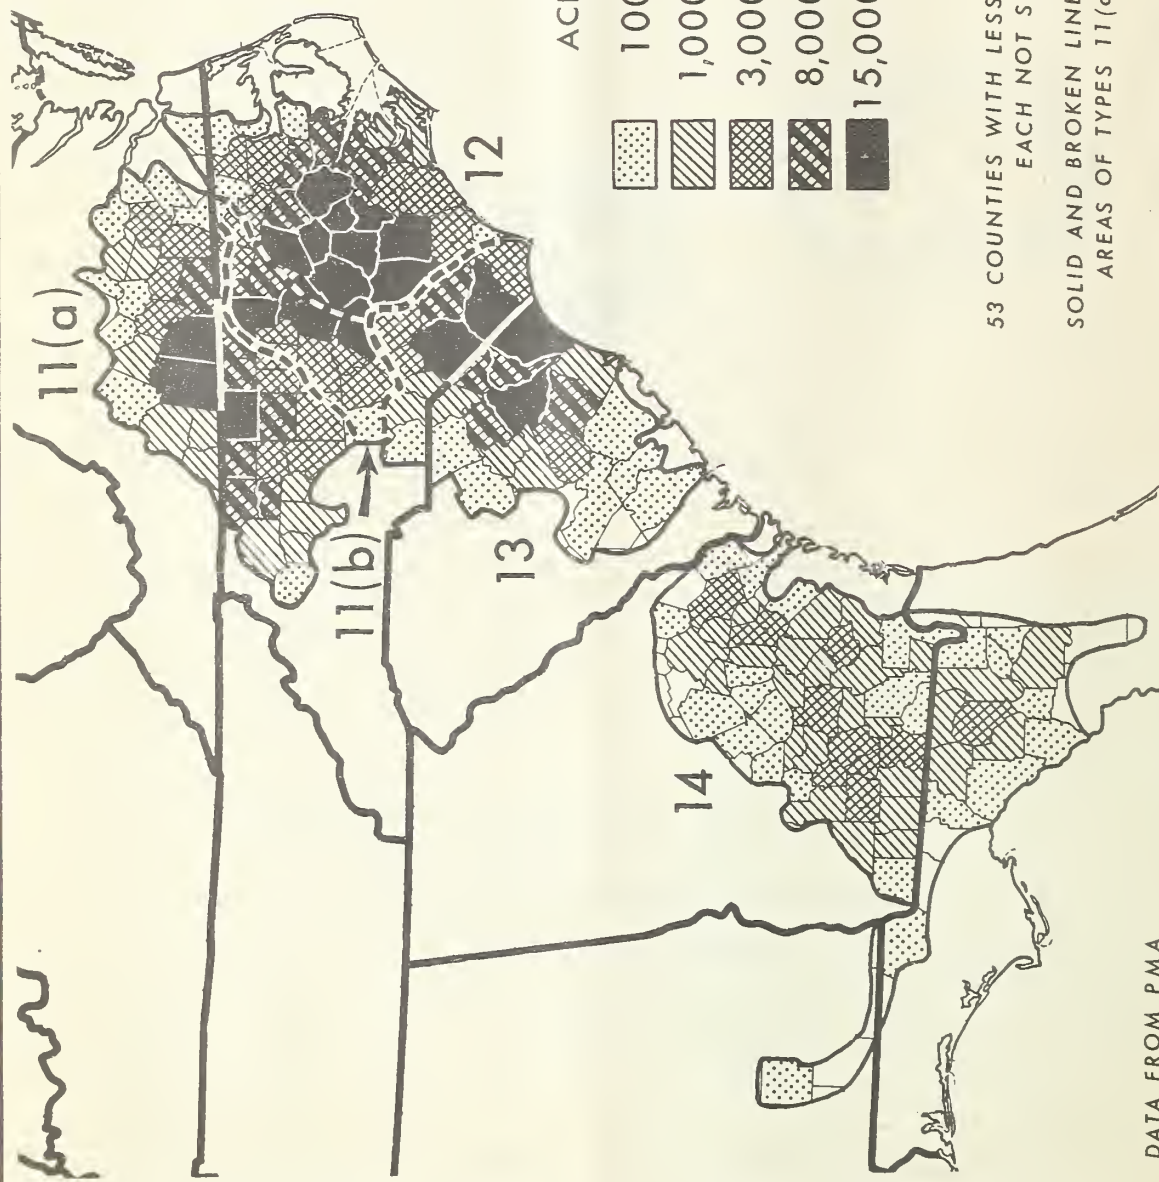 11(a)
12
11(b)
13
14
ACI
100
1,000
3,000
8,000
15,000
53 COUNTIES WITH LESS
EACH NOT S
SOLID AND BROKEN LINE
AREAS OF TYPES 11(
DATA FROM PMA